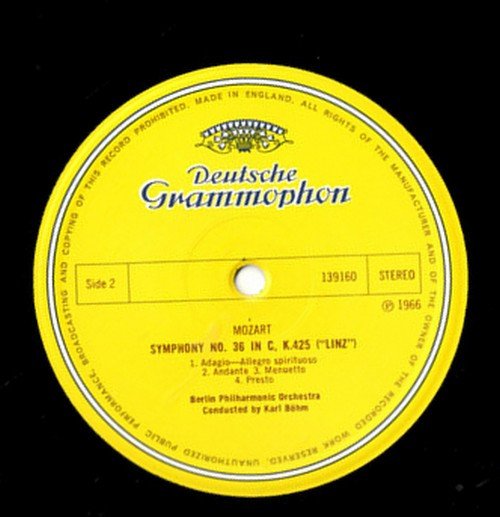 MADE IN ENGLAND. ALL RIGHTS OF THE MANUFACTURER AND OF THE OWNER OF THE RECORDED WORK RESERVED. UNAUTHORIZED PUBLIC PERFORMANCE, BROADCASTING AND COPYING OF THIS RECORD PROHIBITED.
Deutsche
Grammophon
Side 2 139160 STEREO
℗ 1966
MOZART
SYMPHONY NO. 36 IN C, K.425 ("LINZ")
1. Adagio—Allegro spirituoso
2. Andante 3. Menuetto
4. Presto
Berlin Philharmonic Orchestra
Conducted by Karl Böhm